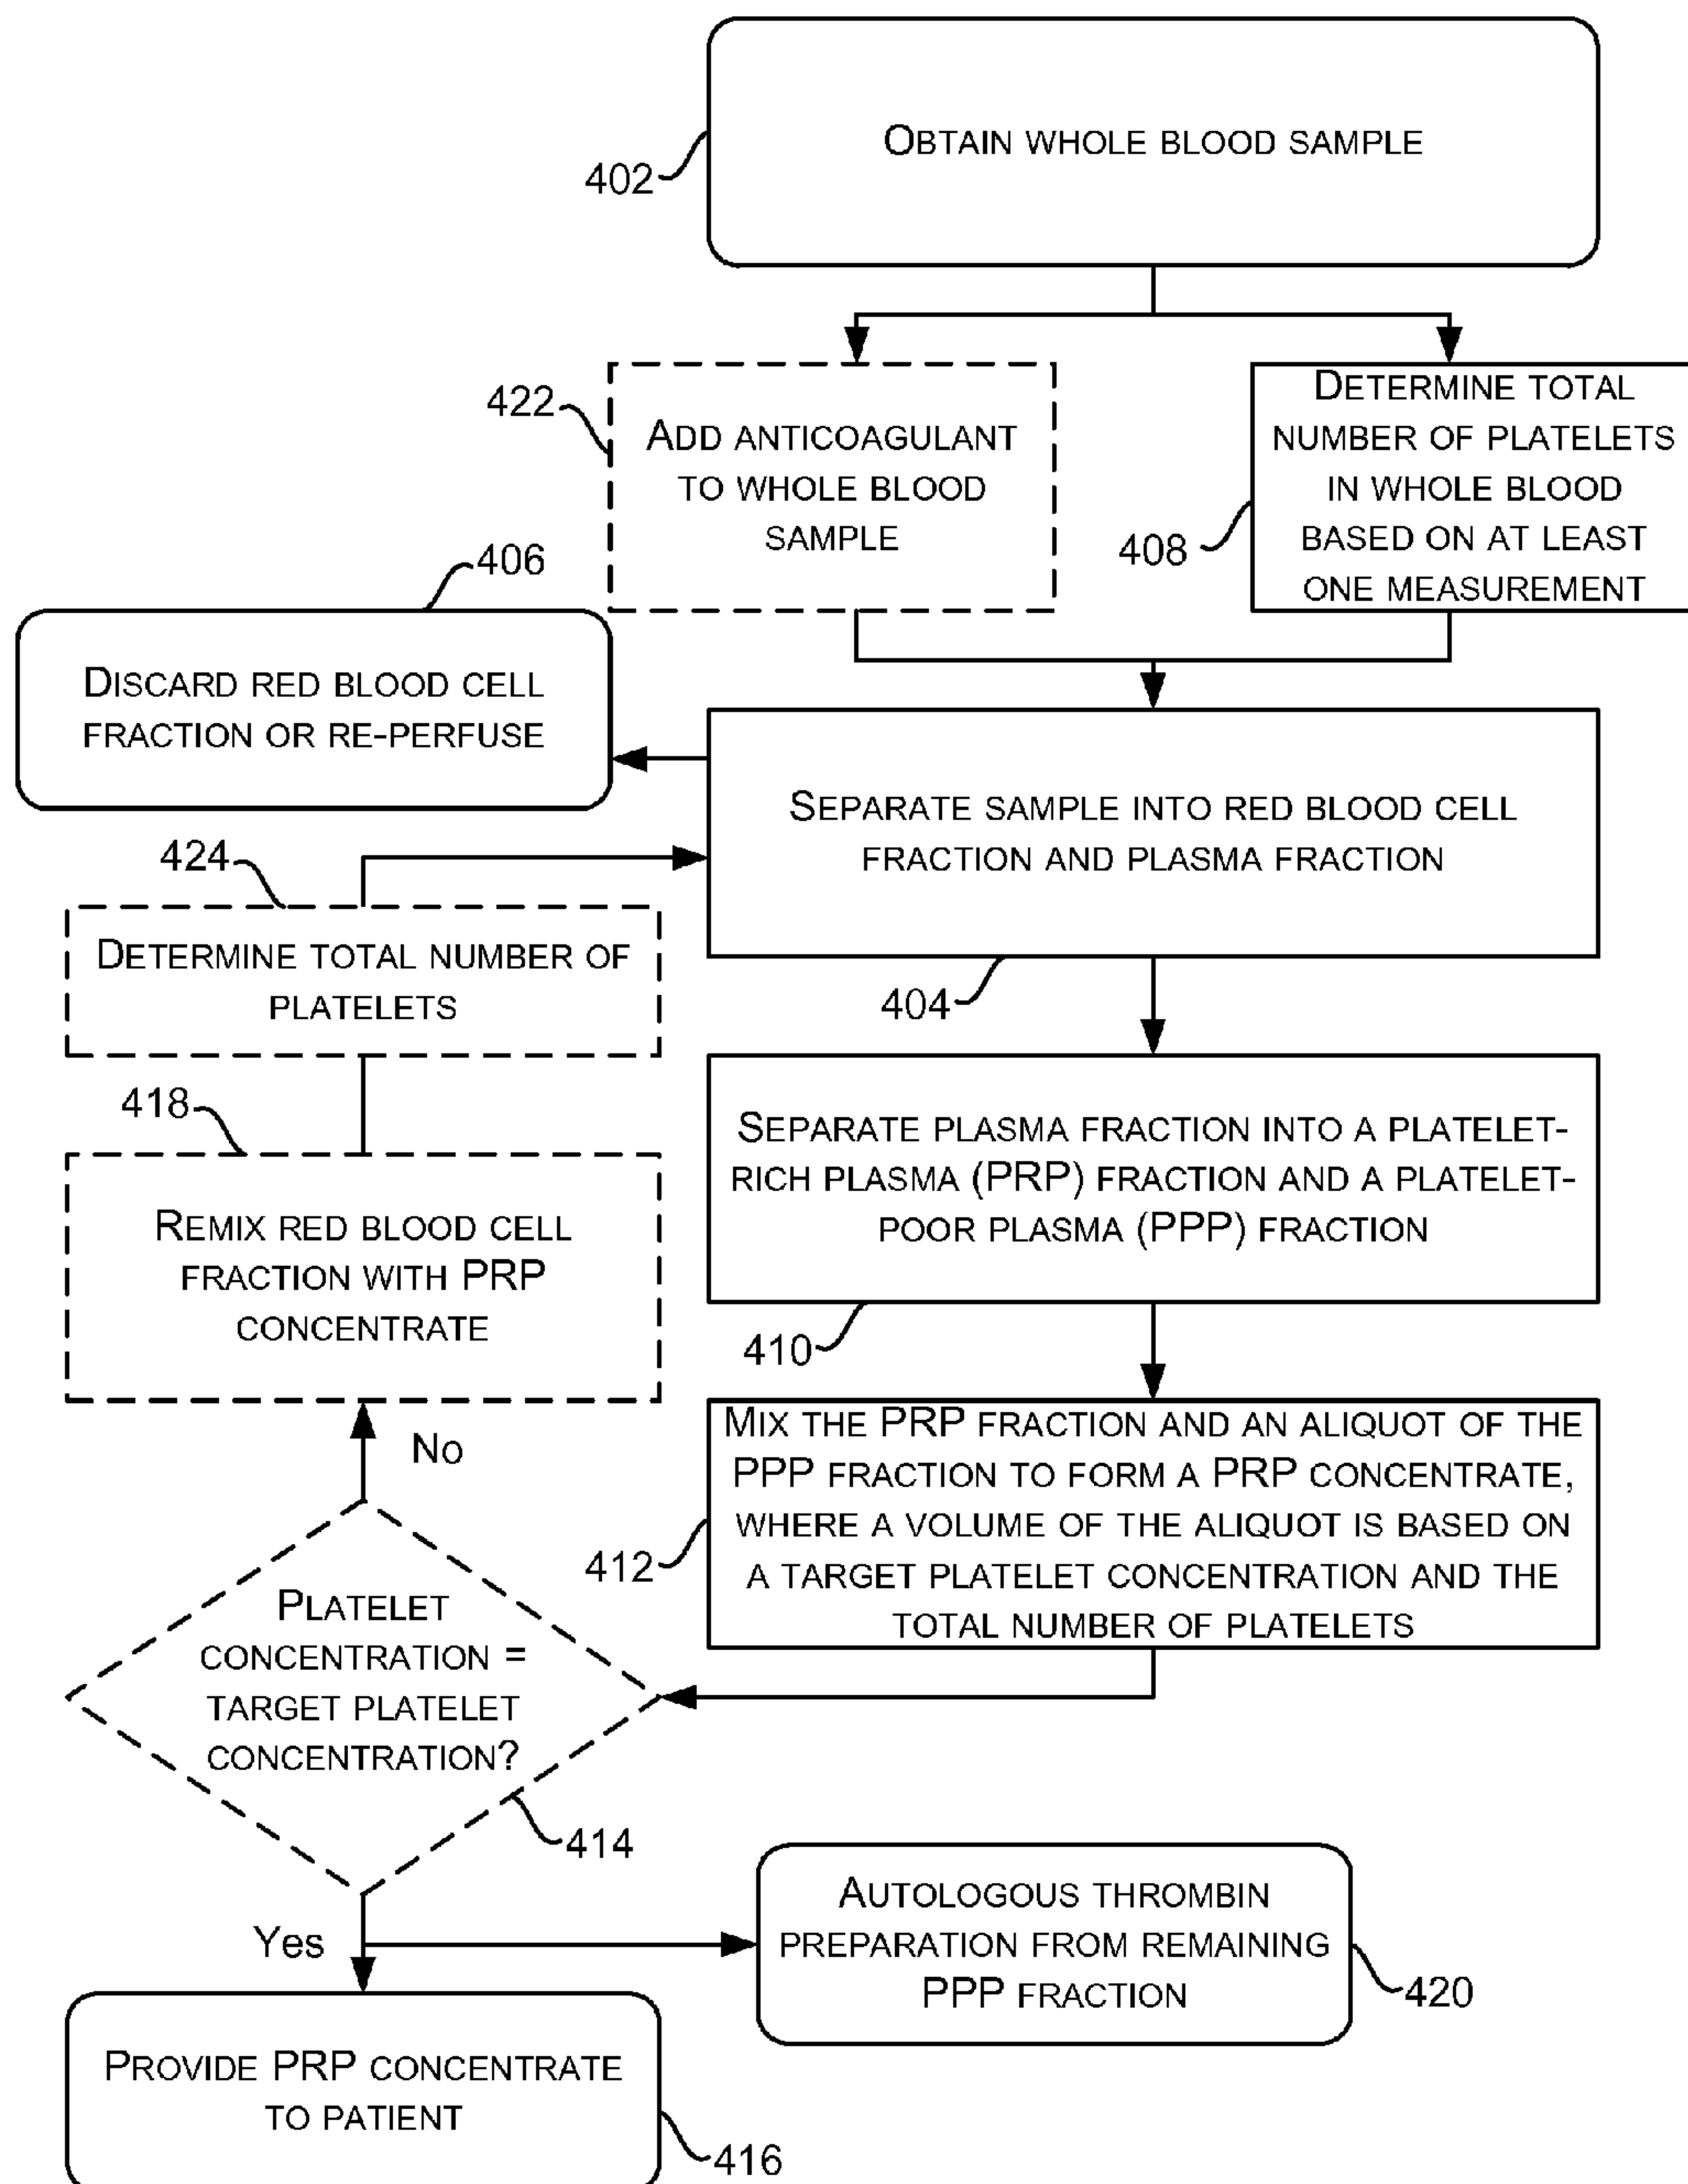 OBTAIN WHOLE BLOOD SAMPLE
402
422
ADD ANTICOAGULANT
TO WHOLE BLOOD
SAMPLE
DETERMINE TOTAL
NUMBER OF PLATELETS
IN WHOLE BLOOD
BASED ON AT LEAST
ONE MEASUREMENT
408
406
DISCARD RED BLOOD CELL
FRACTION OR RE-PERFUSE
SEPARATE SAMPLE INTO RED BLOOD CELL
FRACTION AND PLASMA FRACTION
404
424
DETERMINE TOTAL NUMBER OF
PLATELETS
SEPARATE PLASMA FRACTION INTO A PLATELET-
RICH PLASMA (PRP) FRACTION AND A PLATELET-
POOR PLASMA (PPP) FRACTION
410
418
REMIX RED BLOOD CELL
FRACTION WITH PRP
CONCENTRATE
MIX THE PRP FRACTION AND AN ALIQUOT OF THE
PPP FRACTION TO FORM A PRP CONCENTRATE,
WHERE A VOLUME OF THE ALIQUOT IS BASED ON
A TARGET PLATELET CONCENTRATION AND THE
TOTAL NUMBER OF PLATELETS
412
No
PLATELET
CONCENTRATION =
TARGET PLATELET
CONCENTRATION?
414
Yes
AUTOLOGOUS THROMBIN
PREPARATION FROM REMAINING
PPP FRACTION
420
PROVIDE PRP CONCENTRATE
TO PATIENT
416